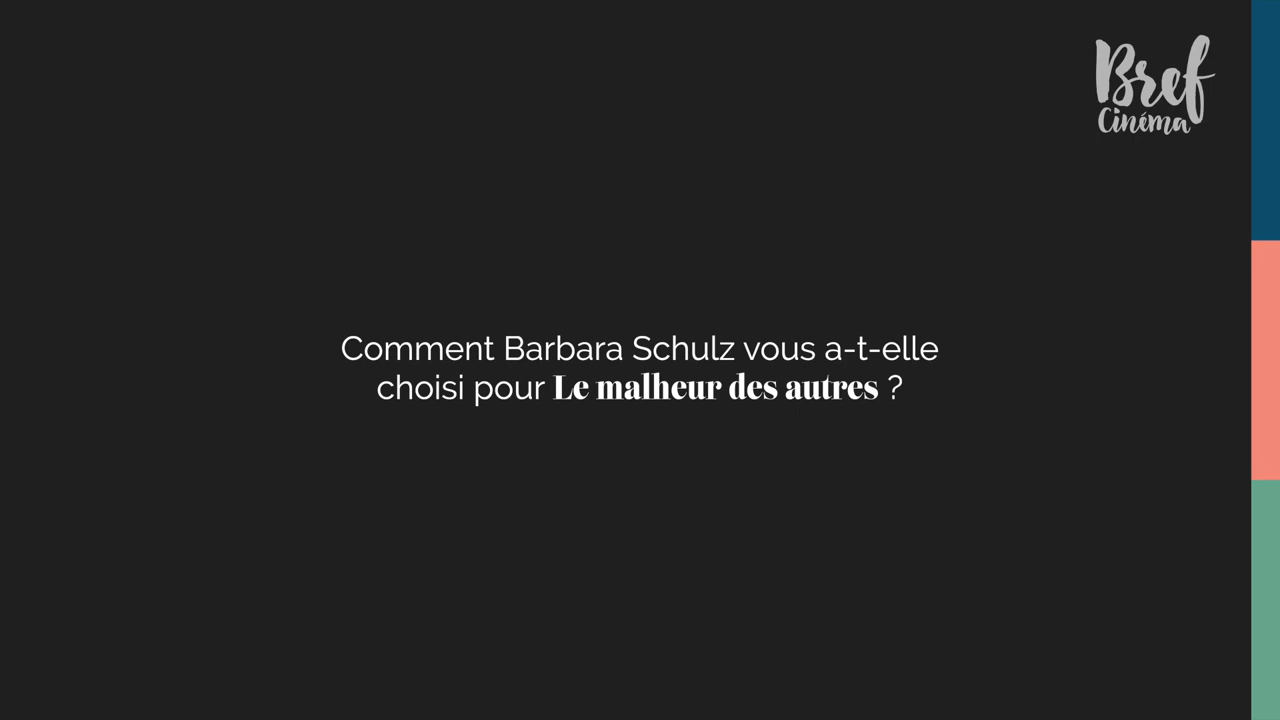 Bref
Cinéma
Comment Barbara Schulz vous a-t-elle
choisi pour Le malheur des autres ?